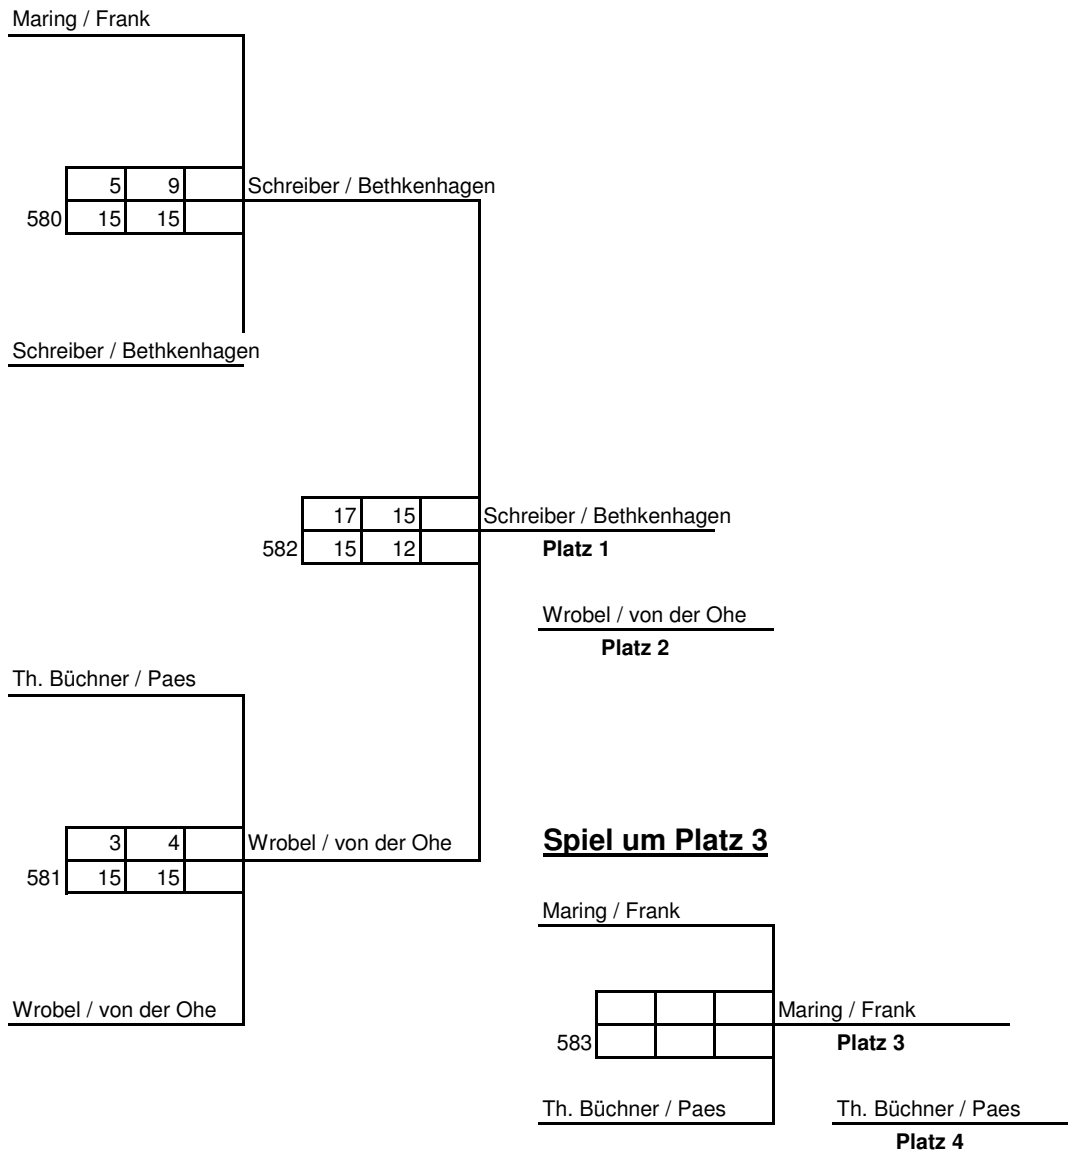 Maring / Frank
5 9 Schreiber / Bethkenhagen
580 15 15
Schreiber / Bethkenhagen
17 15 Schreiber / Bethkenhagen
582 15 12 Platz 1
Wrobel / von der Ohe
Platz 2
Th. Büchner / Paes
3 4 Wrobel / von der Ohe
581 15 15
Wrobel / von der Ohe
Spiel um Platz 3
Maring / Frank
Maring / Frank
583 Platz 3
Th. Büchner / Paes
Th. Büchner / Paes
Platz 4